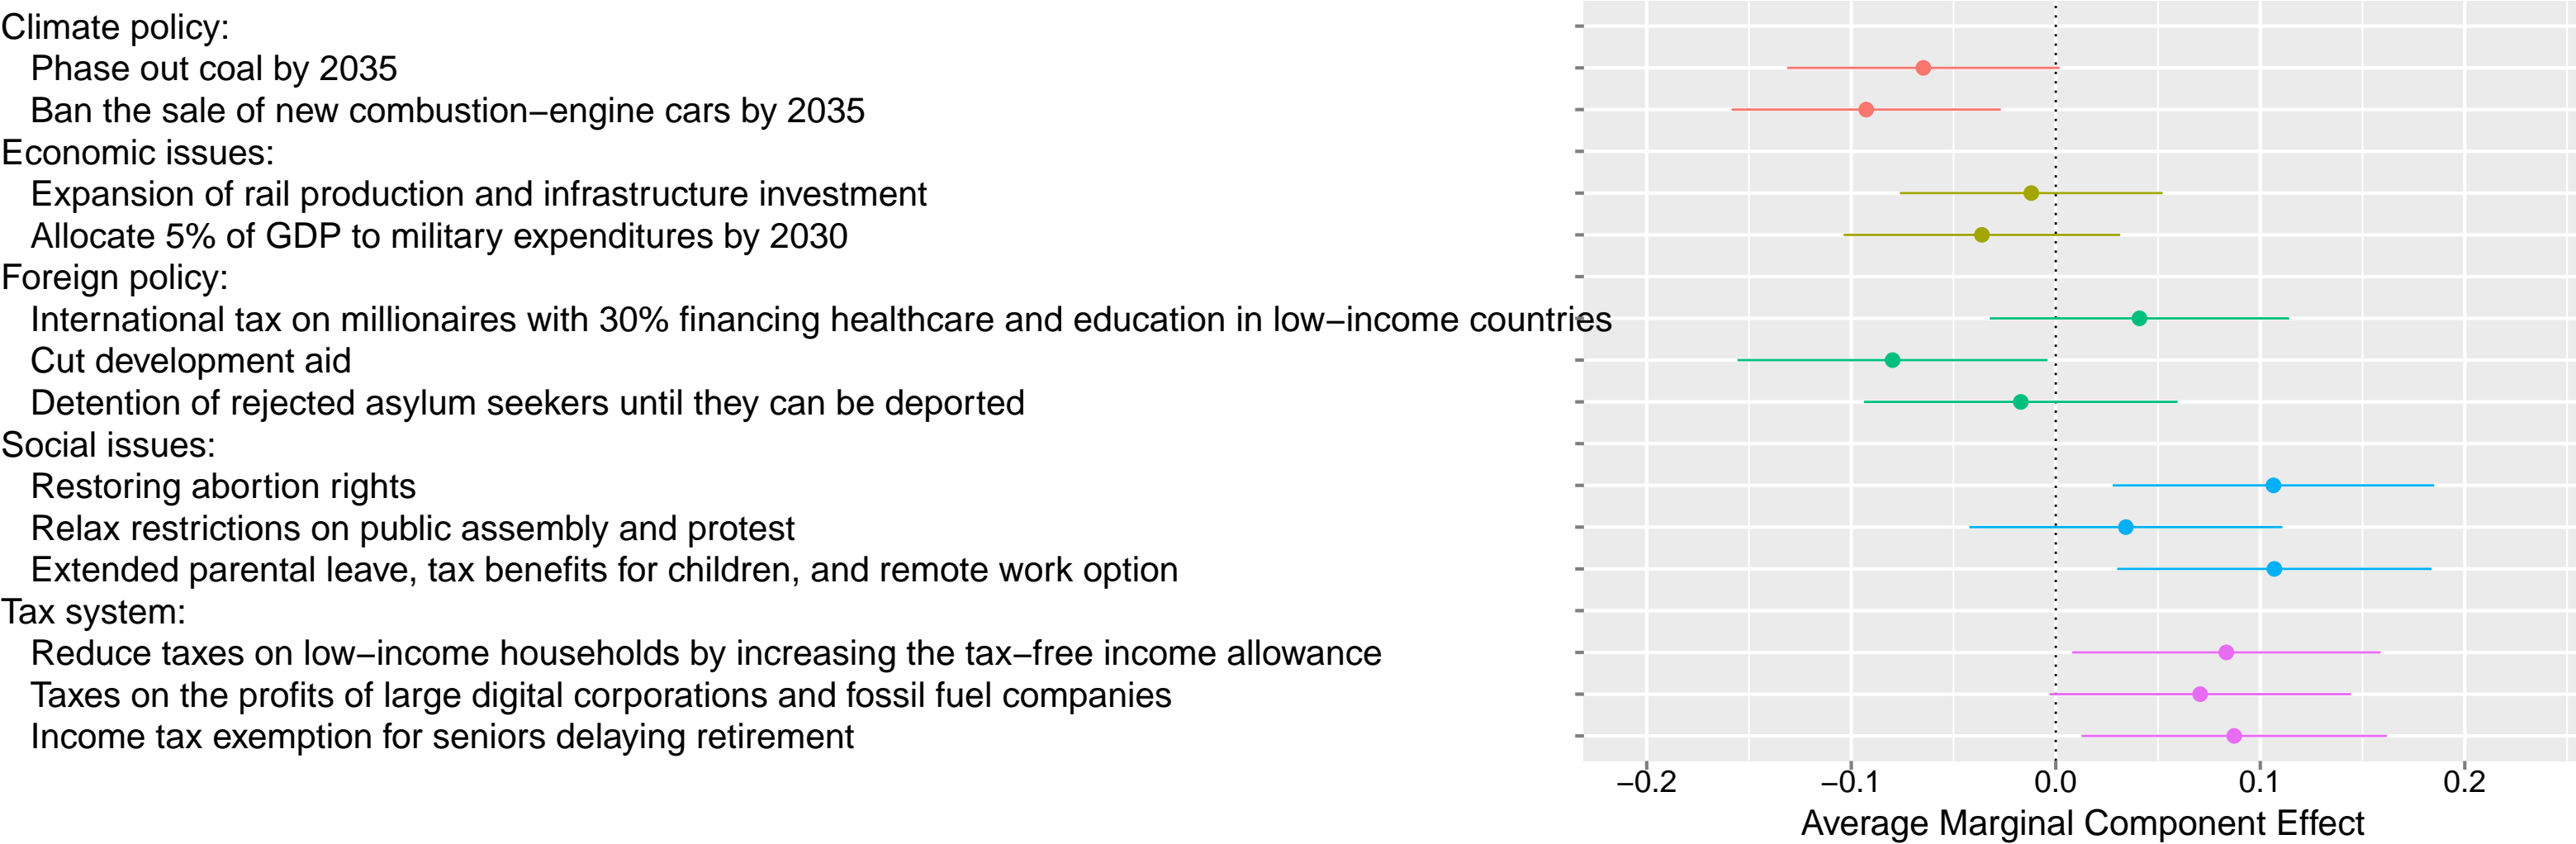 Climate policy:
Phase out coal by 2035
Ban the sale of new combustion−engine cars by 2035
Economic issues:
Expansion of rail production and infrastructure investment
Allocate 5% of GDP to military expenditures by 2030
Foreign policy:
International tax on millionaires with 30% financing healthcare and education in low−income countries
Cut development aid
Detention of rejected asylum seekers until they can be deported
Social issues:
Restoring abortion rights
Relax restrictions on public assembly and protest
Extended parental leave, tax benefits for children, and remote work option
Tax system:
Reduce taxes on low−income households by increasing the tax−free income allowance
Taxes on the profits of large digital corporations and fossil fuel companies
Income tax exemption for seniors delaying retirement
−0.2 −0.1 0.0 0.1 0.2
Average Marginal Component Effect